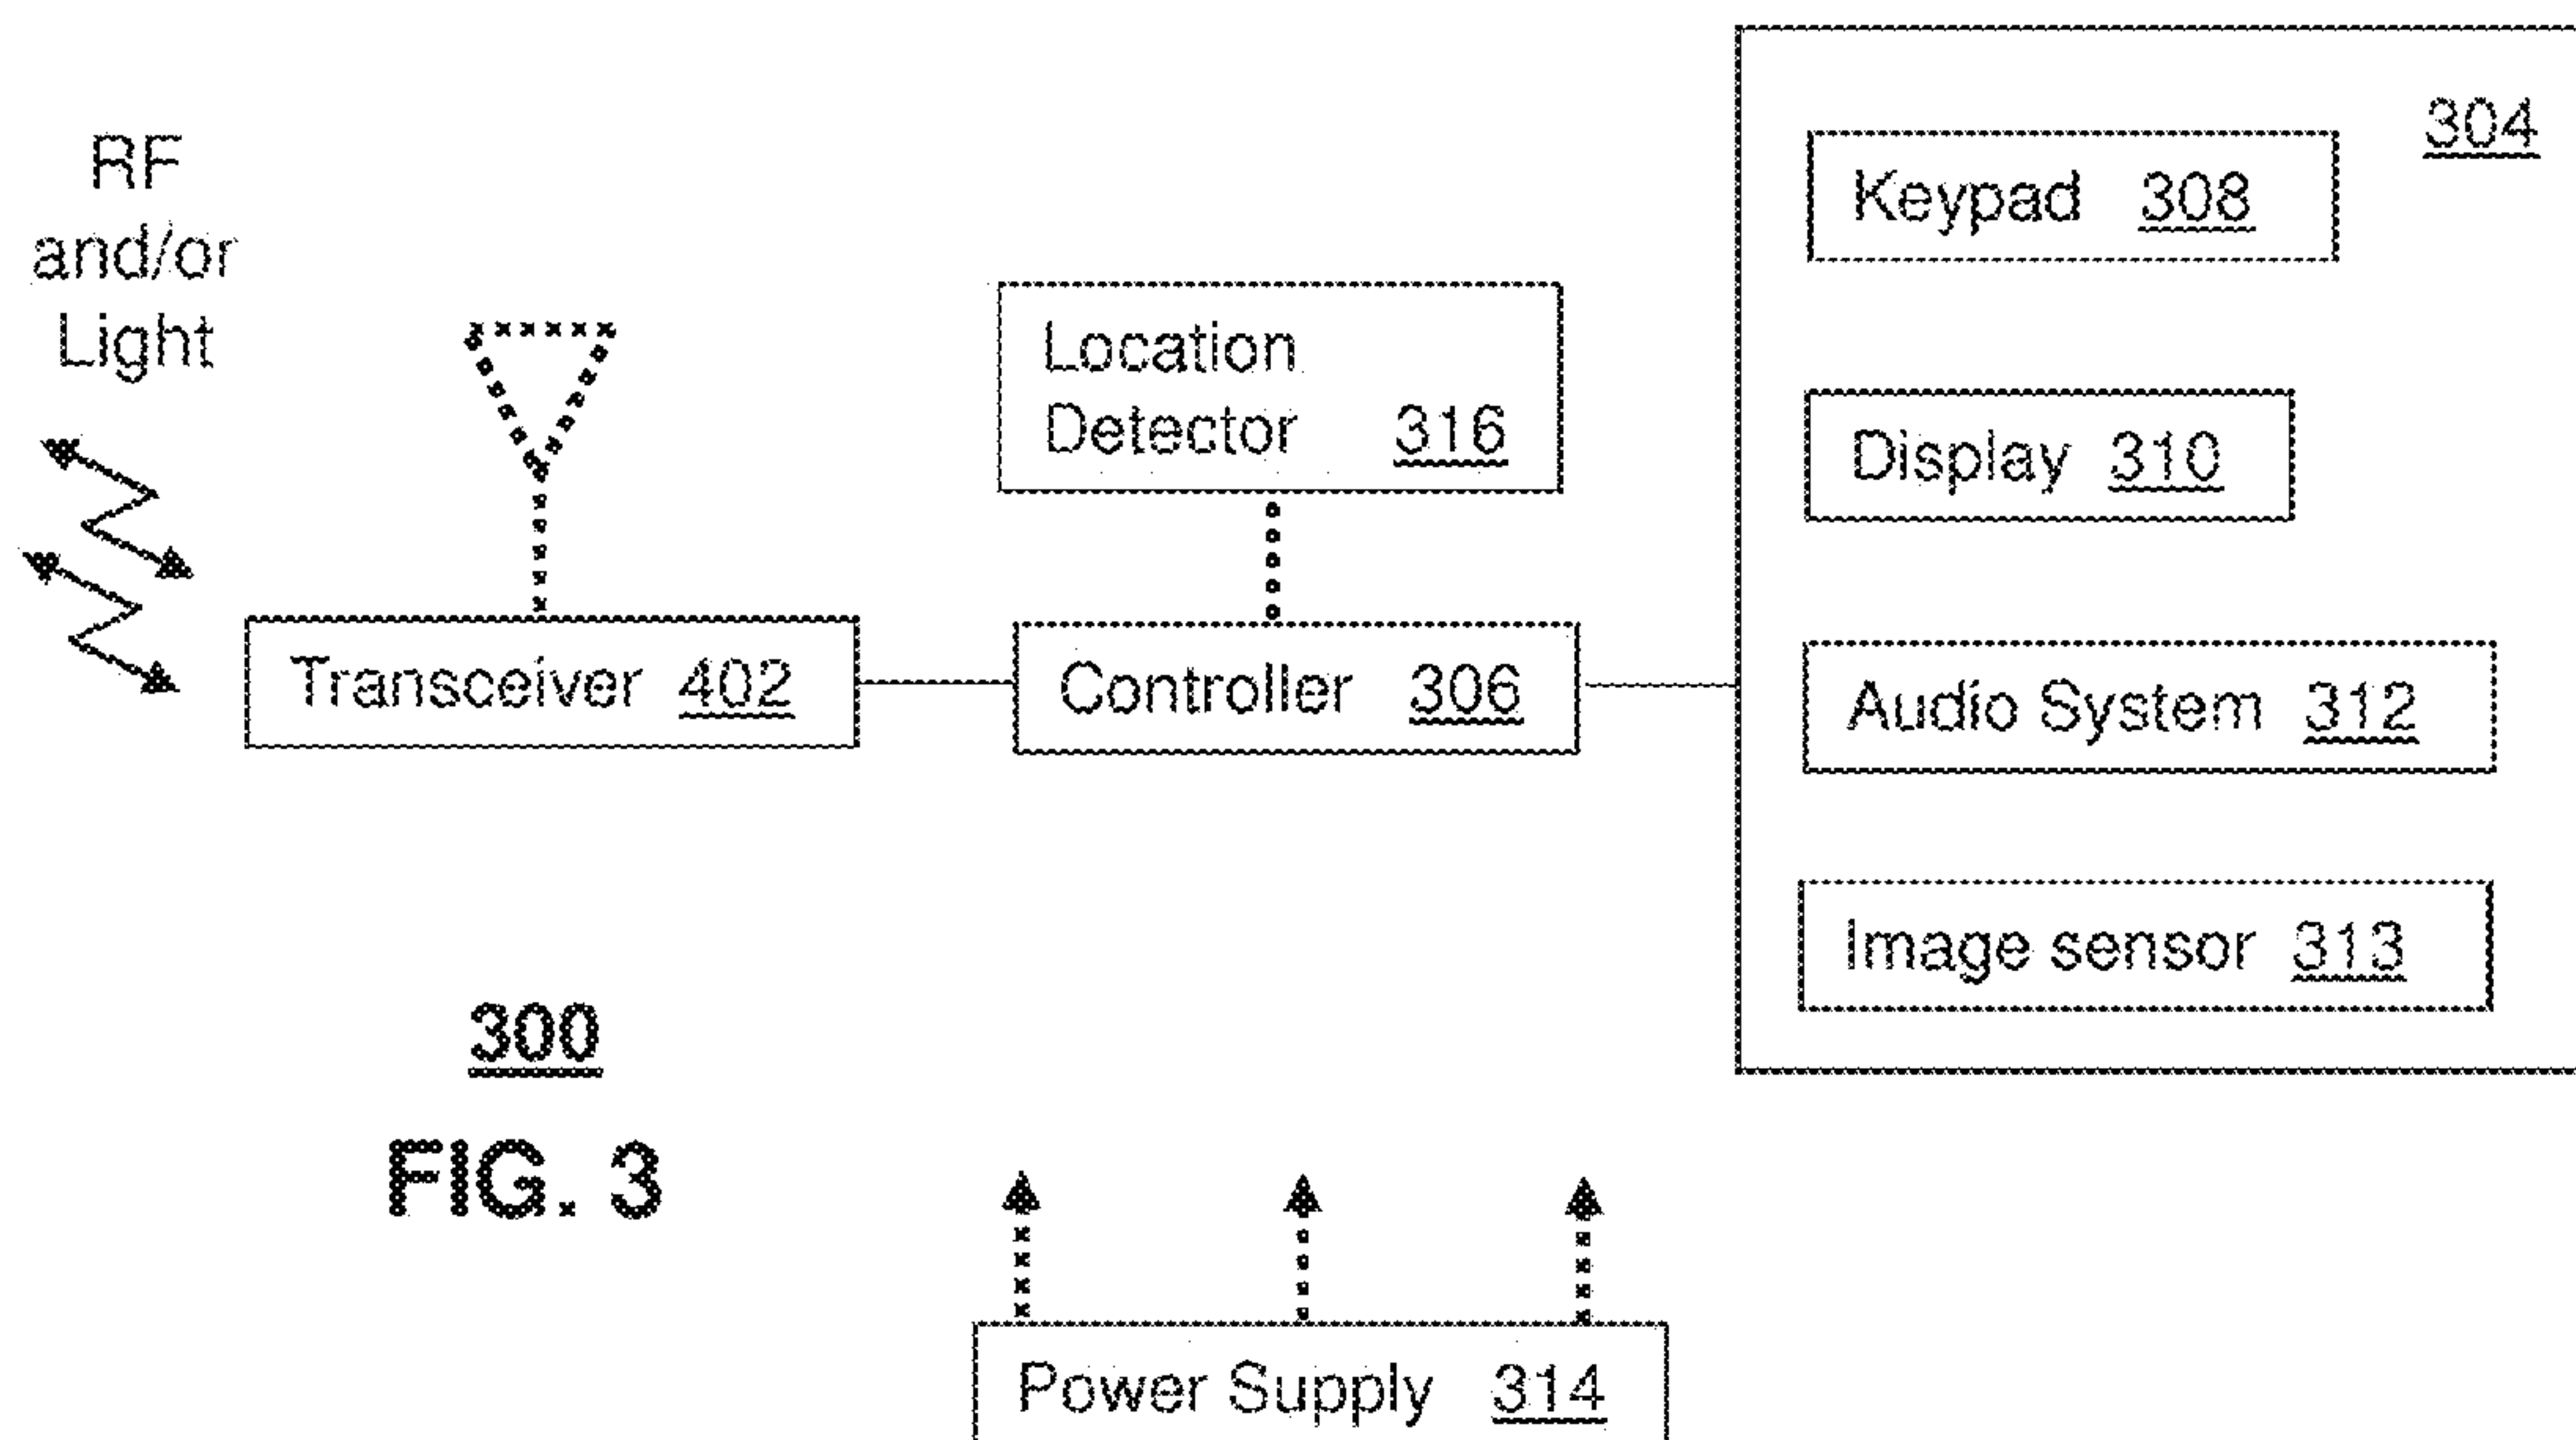 RF
and/or
Light
304
Keypad 308
Location
Detector 316
Display 310
Transceiver 402
Controller 306
Audio System 312
Image sensor 313
300
FIG. 3
Power Supply 314